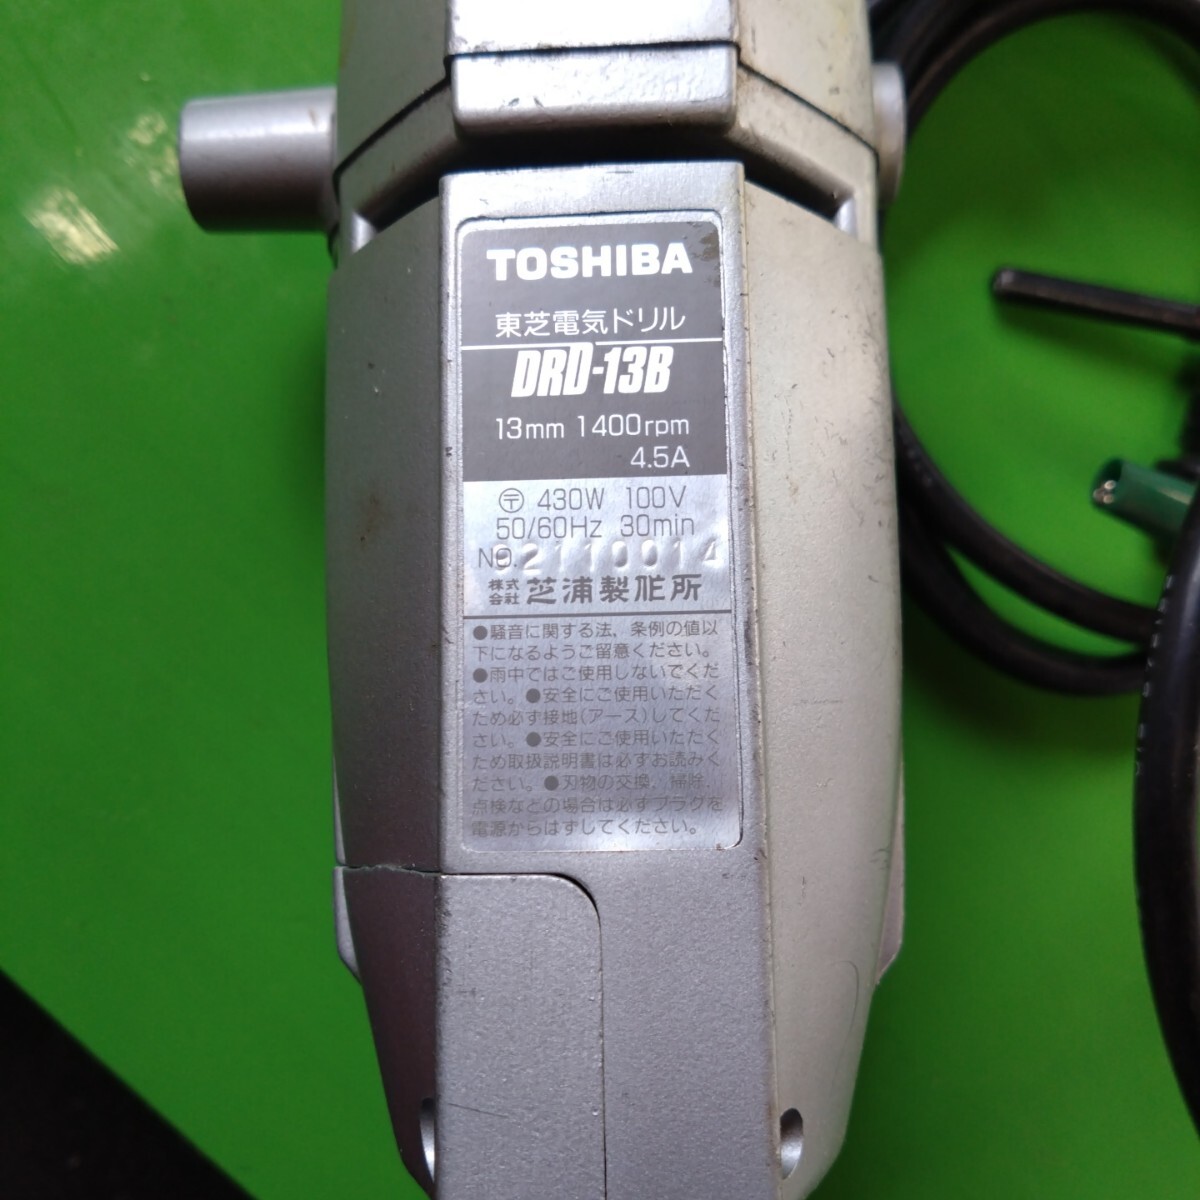 TOSHIBA
東芝電気ドリル
DRD-13B
13mm 1400rpm
4.5A
〶 430W 100V
50/60Hz 30min
NO. 92110014
株式会社 芝浦製作所
●騒音に関する法、条例の値以
下になるようご留意ください。
●雨中ではご使用しないでくだ
さい。●安全にご使用いただく
ため必ず接地(アース)してくだ
さい。●安全にご使用いただく
ため取扱説明書は必ずお読みく
ださい。●刃物の交換、掃除、
点検などの場合は必ずプラグを
電源からはずしてください。